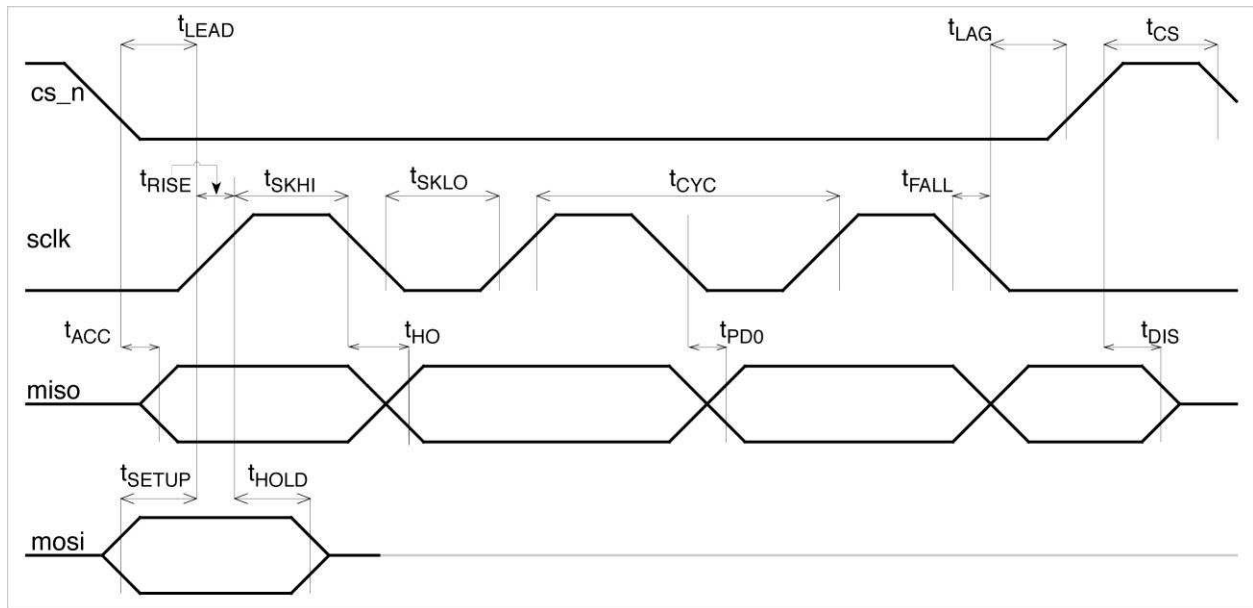 tLEAD tLAG tCS
cs_n
tRISE tSKHI tSKLO tCYC tFALL
sclk
tACC tHO tPD0 tDIS
miso
tSETUP tHOLD
mosi